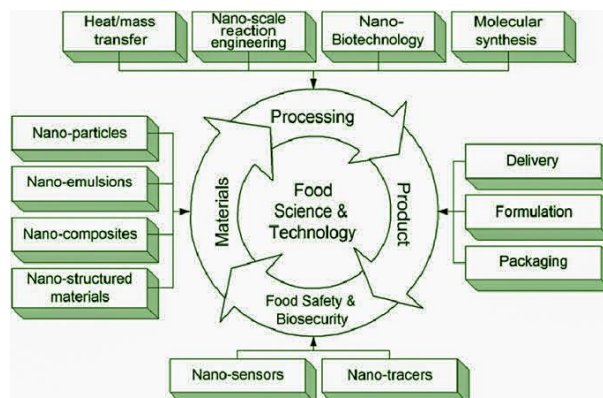 Heat/mass
transfer
Nano-scale
reaction engineering
Nano-
Biotechnology
Molecular
synthesis
Processing
Nano-particles
Nano-emulsions
Nano-composites
Nano-structured
materials
Materials
Food
Science &
Technology
Product
Delivery
Formulation
Packaging
Food Safety &
Biosecurity
Nano-sensors
Nano-tracers